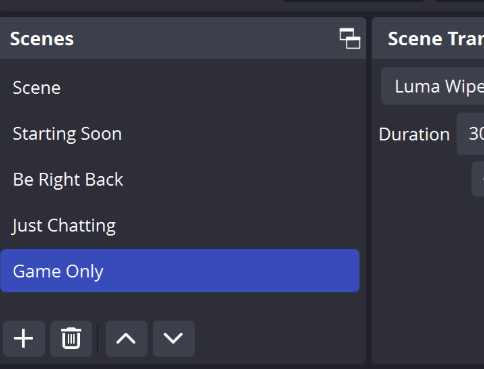 Scenes
Scene
Starting Soon
Be Right Back
Just Chatting
Game Only
Scene Tran
Luma Wipe
Duration 30